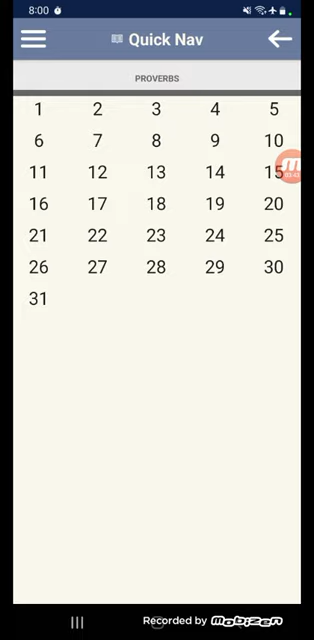 8:00
Quick Nav
PROVERBS
1 2 3 4 5
6 7 8 9 10
11 12 13 14 15
03:43
16 17 18 19 20
21 22 23 24 25
26 27 28 29 30
31
Recorded by mobizen